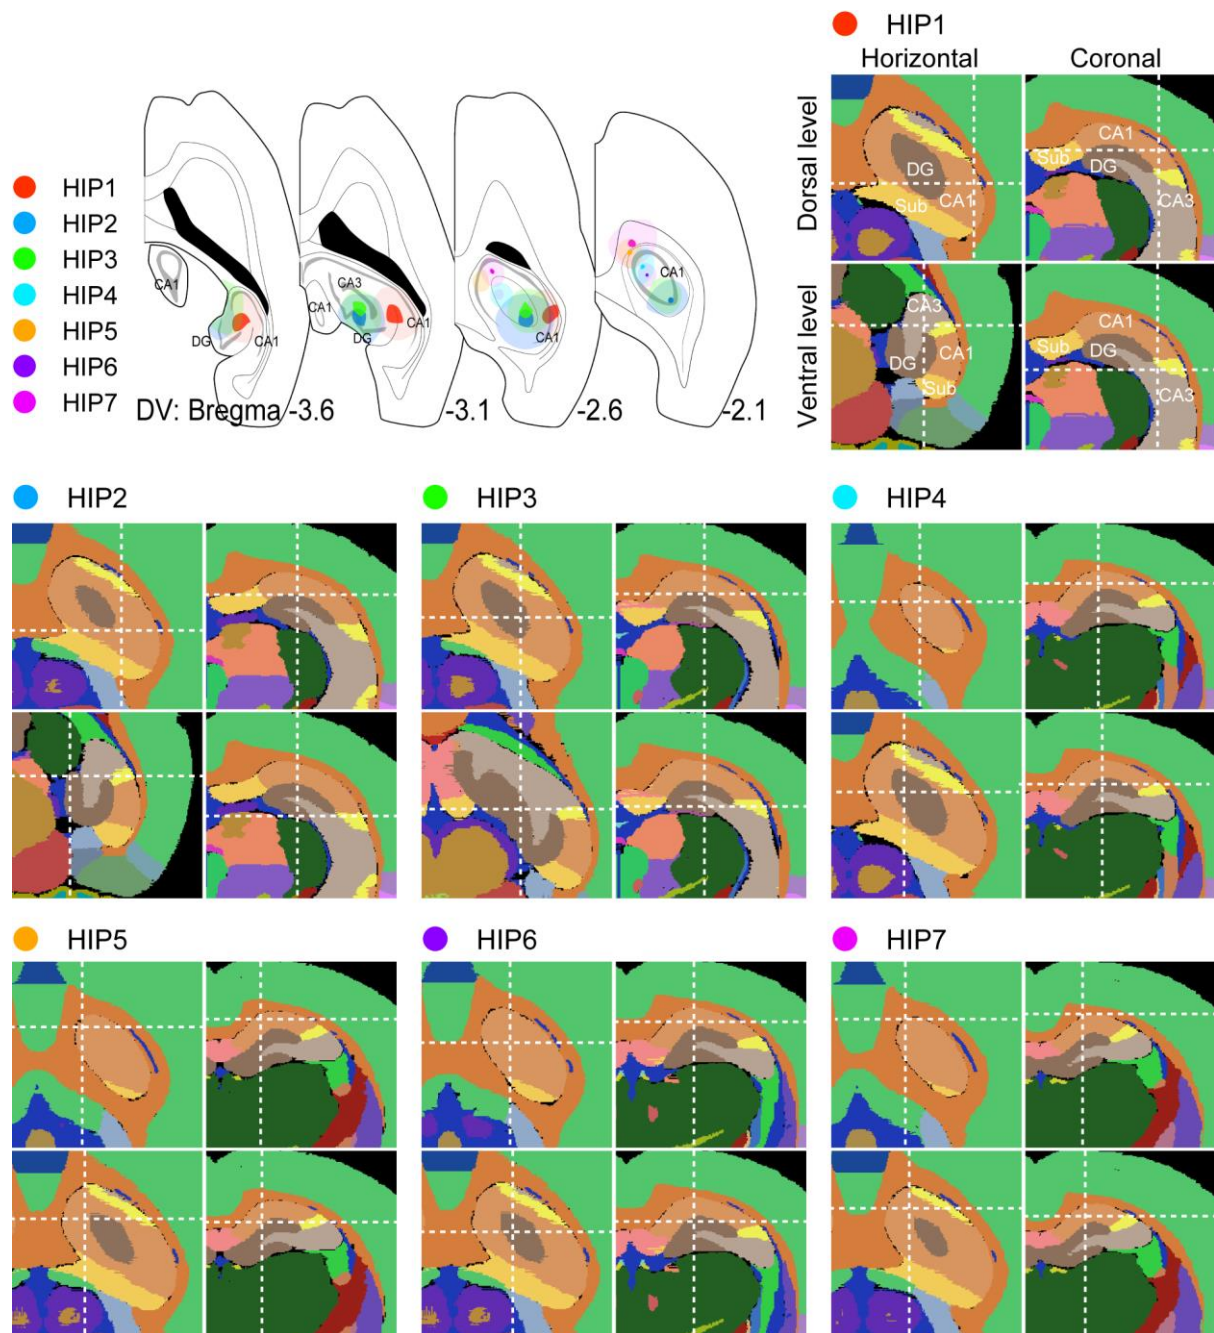 HIP1
Horizontal Coronal
Dorsal level
CA1
Sub
DG
CA3
DG
Sub
CA1
Ventral level
CA3
DG
CA1
Sub
CA1
Sub
DG
CA3
HIP1
HIP2
HIP3
HIP4
HIP5
HIP6
HIP7
CA1
DG
CA1
CA3
CA1
DG
CA1
CA1
CA1
DV: Bregma -3.6 -3.1 -2.6 -2.1
HIP2
HIP3
HIP4
HIP5
HIP6
HIP7